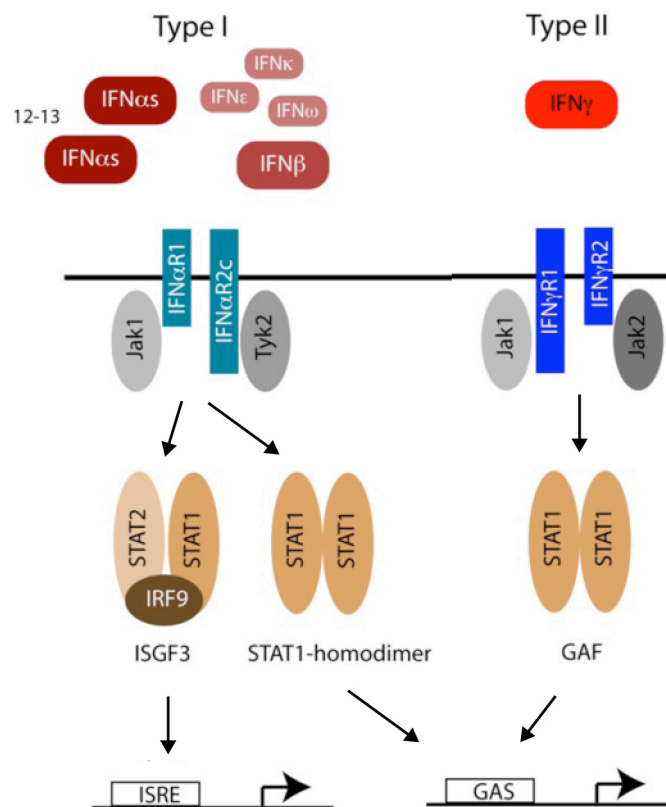 Type I
Type II
IFNκ
IFNαs
IFNε
IFNγ
IFNω
12-13
IFNαs
IFNβ
IFNαR1
IFNαR2c
IFNγR1
IFNγR2
Jak1
Tyk2
Jak1
Jak2
STAT2
STAT1
STAT1
STAT1
STAT1
STAT1
IRF9
ISGF3
STAT1-homodimer
GAF
ISRE
GAS